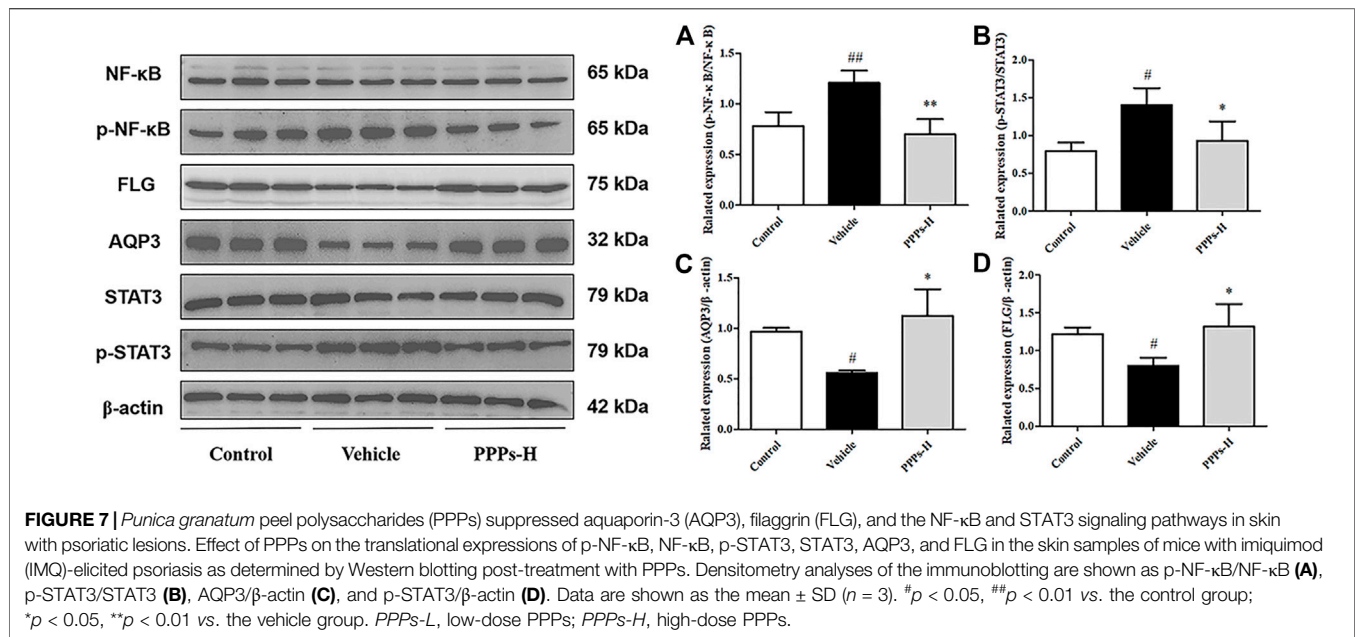 NF-κB
65 kDa
p-NF-κB
65 kDa
FLG
75 kDa
AQP3
32 kDa
STAT3
79 kDa
p-STAT3
79 kDa
β-actin
42 kDa
Control Vehicle PPPs-H
A
Ralated expression (p-NF-κ B/NF-κ B)
1.5
1.0
0.5
0.0
##
**
Control
Vehicle
PPPs-H
B
Ralated expression (p-STAT3/STAT3)
2.0
1.5
1.0
0.5
0.0
#
*
Control
Vehicle
PPPs-H
C
Ralated expression (AQP3/β -actin)
1.5
1.0
0.5
0.0
#
*
Control
Vehicle
PPPs-H
D
Ralated expression (FLG/β -actin)
2.0
1.5
1.0
0.5
0.0
#
*
Control
Vehicle
PPPs-H
FIGURE 7 | Punica granatum peel polysaccharides (PPPs) suppressed aquaporin-3 (AQP3), filaggrin (FLG), and the NF-κB and STAT3 signaling pathways in skin
with psoriatic lesions. Effect of PPPs on the translational expressions of p-NF-κB, NF-κB, p-STAT3, STAT3, AQP3, and FLG in the skin samples of mice with imiquimod
(IMQ)-elicited psoriasis as determined by Western blotting post-treatment with PPPs. Densitometry analyses of the immunoblotting are shown as p-NF-κB/NF-κB (A),
p-STAT3/STAT3 (B), AQP3/β-actin (C), and p-STAT3/β-actin (D). Data are shown as the mean ± SD (n = 3). #p < 0.05, ##p < 0.01 vs. the control group;
*p < 0.05, **p < 0.01 vs. the vehicle group. PPPs-L, low-dose PPPs; PPPs-H, high-dose PPPs.